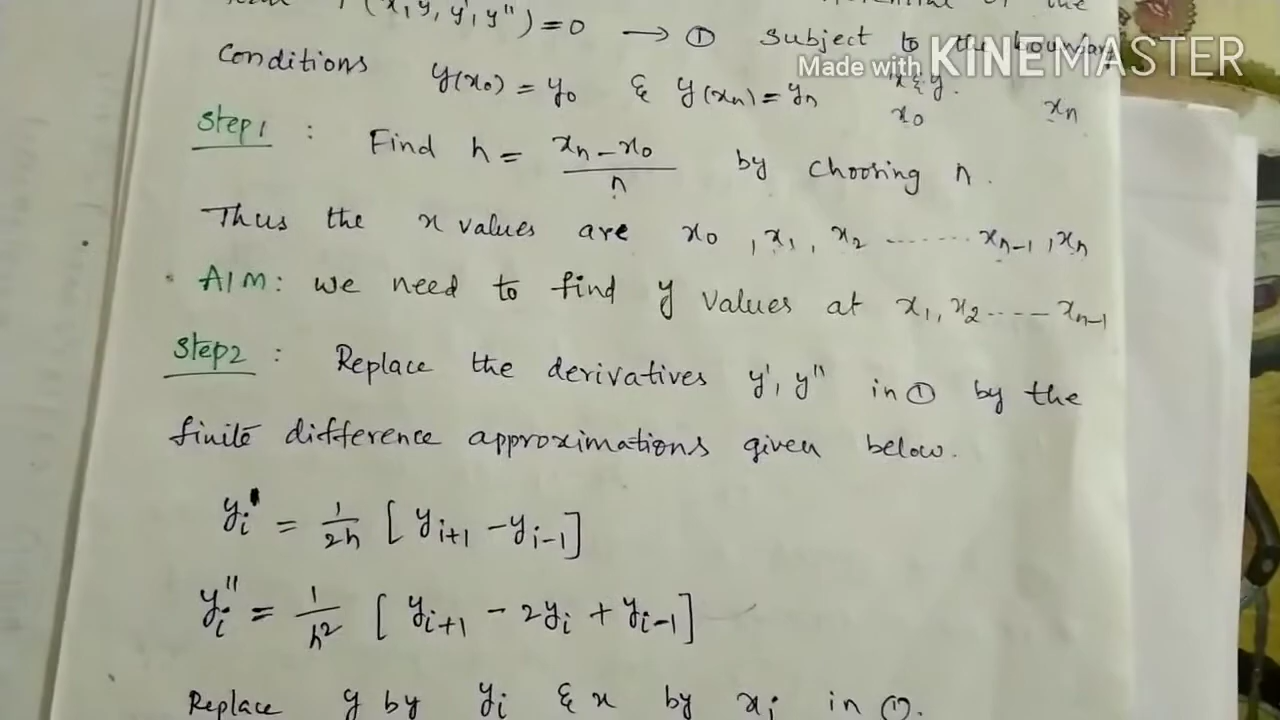 f(x, y, y', y'') = 0 → ① subject to the boundary
Made with KINEMASTER
conditions y(x₀) = y₀ & y(xₙ) = yₙ x & y.
x₀ xₙ
Step1 : Find h = (xₙ − x₀)/n by choosing n.
Thus the x values are x₀, x₁, x₂ ....... xₙ₋₁, xₙ
AIM: we need to find y values at x₁, x₂ ---- xₙ₋₁
Step2 : Replace the derivatives y', y'' in ① by the
finite difference approximations given below.
yᵢ' = 1/2h [yᵢ₊₁ − yᵢ₋₁]
yᵢ'' = 1/h² [yᵢ₊₁ − 2yᵢ + yᵢ₋₁]
Replace y by yᵢ & x by xᵢ in ①.